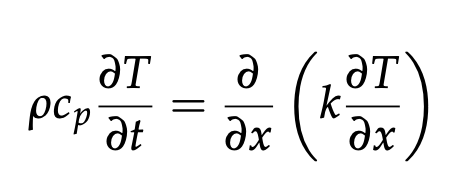 ρc_p ∂T/∂t = ∂/∂x (k ∂T/∂x)